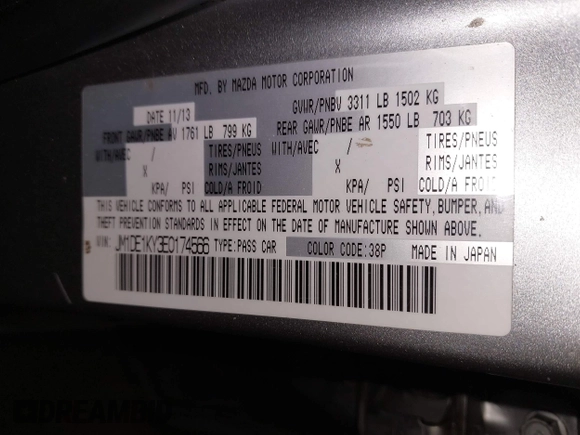 MFD. BY MAZDA MOTOR CORPORATION
DATE 11/13 GVWR/PNBV 3311 LB 1502 KG
FRONT GAWR/PNBE AV 1761 LB 799 KG REAR GAWR/PNBE AR 1550 LB 703 KG
WITH/AVEC / TIRES/PNEUS WITH/AVEC / TIRES/PNEUS
X RIMS/JANTES X RIMS/JANTES
KPA/ PSI COLD/A FROID KPA/ PSI COLD/A FROID
THIS VEHICLE CONFORMS TO ALL APPLICABLE FEDERAL MOTOR VEHICLE SAFETY, BUMPER, AND
THEFT PREVENTION STANDARDS IN EFFECT ON THE DATE OF MANUFACTURE SHOWN ABOVE.
VIN: JM1DE1KY3E0174566 TYPE: PASS CAR COLOR CODE:38P MADE IN JAPAN
DREAMBID